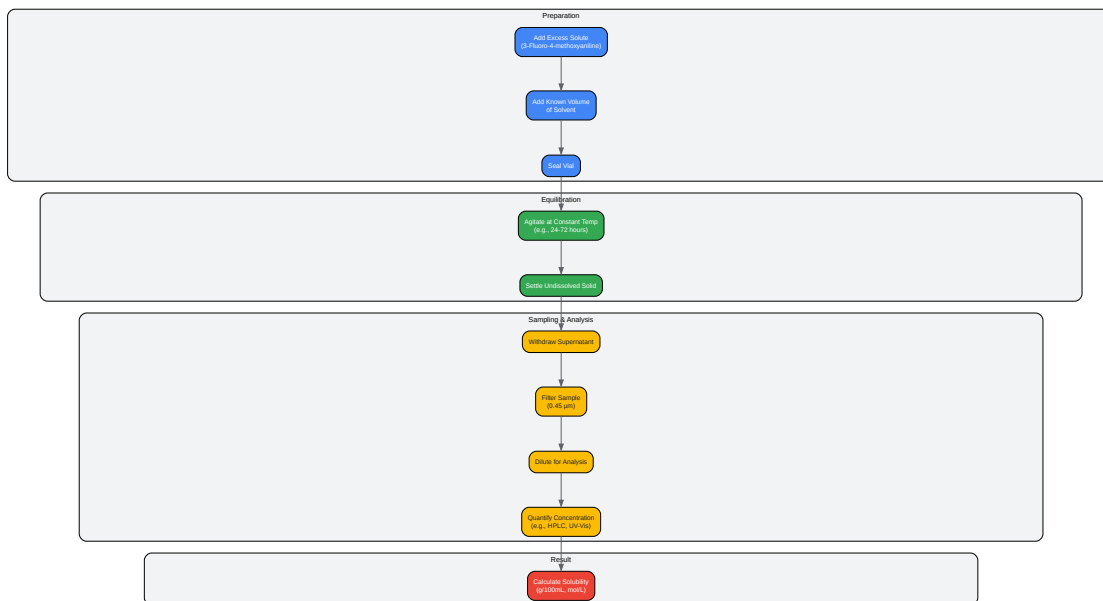 Preparation
Add Excess Solute
(3-Fluoro-4-methoxyaniline)
Add Known Volume
of Solvent
Seal Vial
Equilibration
Agitate at Constant Temp
(e.g., 24-72 hours)
Settle Undissolved Solid
Sampling & Analysis
Withdraw Supernatant
Filter Sample
(0.45 µm)
Dilute for Analysis
Quantify Concentration
(e.g., HPLC, UV-Vis)
Result
Calculate Solubility
(g/100mL, mol/L)